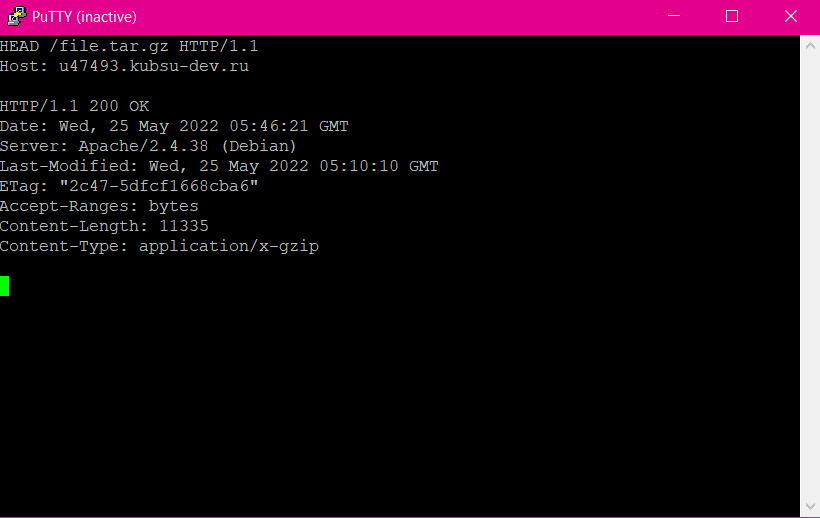 PuTTY (inactive)
HEAD /file.tar.gz HTTP/1.1
Host: u47493.kubsu-dev.ru
HTTP/1.1 200 OK
Date: Wed, 25 May 2022 05:46:21 GMT
Server: Apache/2.4.38 (Debian)
Last-Modified: Wed, 25 May 2022 05:10:10 GMT
ETag: "2c47-5dfcf1668cba6"
Accept-Ranges: bytes
Content-Length: 11335
Content-Type: application/x-gzip